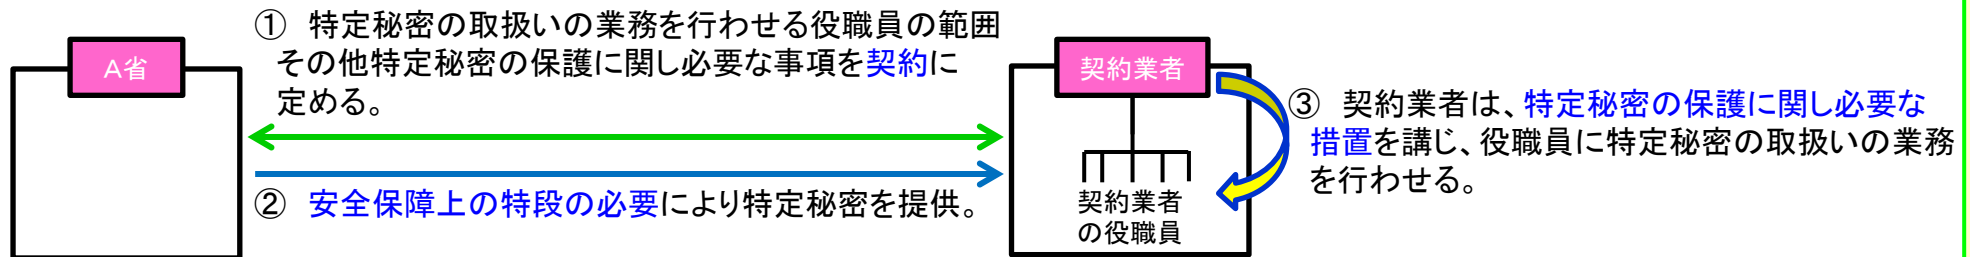 A省
① 特定秘密の取扱いの業務を行わせる役職員の範囲
その他特定秘密の保護に関し必要な事項を契約に
定める。
② 安全保障上の特段の必要により特定秘密を提供。
契約業者
契約業者
の役職員
③ 契約業者は、特定秘密の保護に関し必要な
措置を講じ、役職員に特定秘密の取扱いの業務
を行わせる。